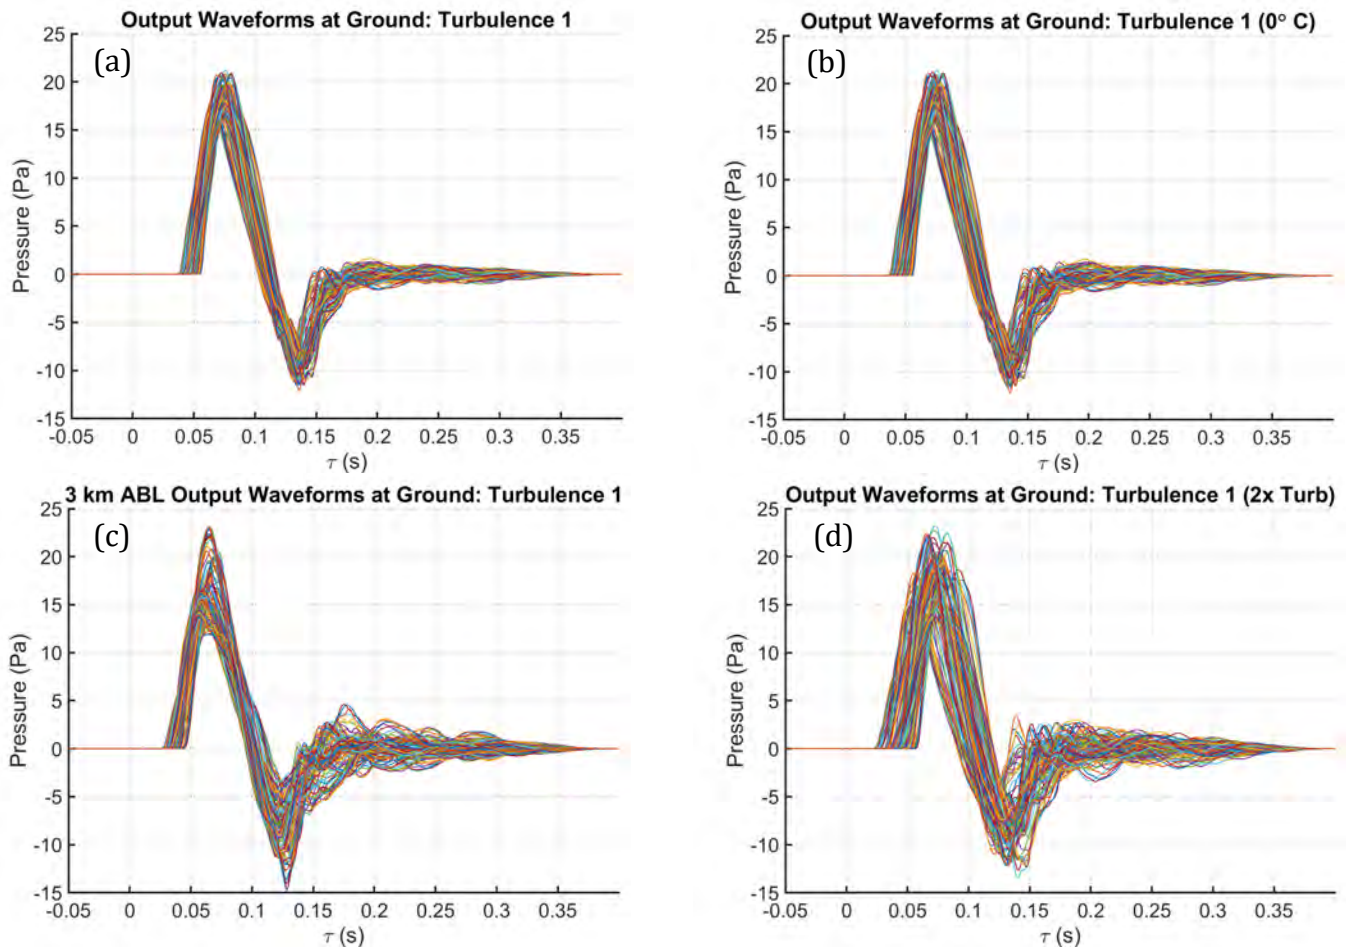 Output Waveforms at Ground: Turbulence 1
(a)
25
20
15
10
5
0
-5
-10
-15
Pressure (Pa)
-0.05 0 0.05 0.1 0.15 0.2 0.25 0.3 0.35
τ (s)
Output Waveforms at Ground: Turbulence 1 (0° C)
(b)
25
20
15
10
5
0
-5
-10
-15
Pressure (Pa)
-0.05 0 0.05 0.1 0.15 0.2 0.25 0.3 0.35
τ (s)
3 km ABL Output Waveforms at Ground: Turbulence 1
(c)
25
20
15
10
5
0
-5
-10
-15
Pressure (Pa)
-0.05 0 0.05 0.1 0.15 0.2 0.25 0.3 0.35
τ (s)
Output Waveforms at Ground: Turbulence 1 (2x Turb)
(d)
25
20
15
10
5
0
-5
-10
-15
Pressure (Pa)
-0.05 0 0.05 0.1 0.15 0.2 0.25 0.3 0.35
τ (s)